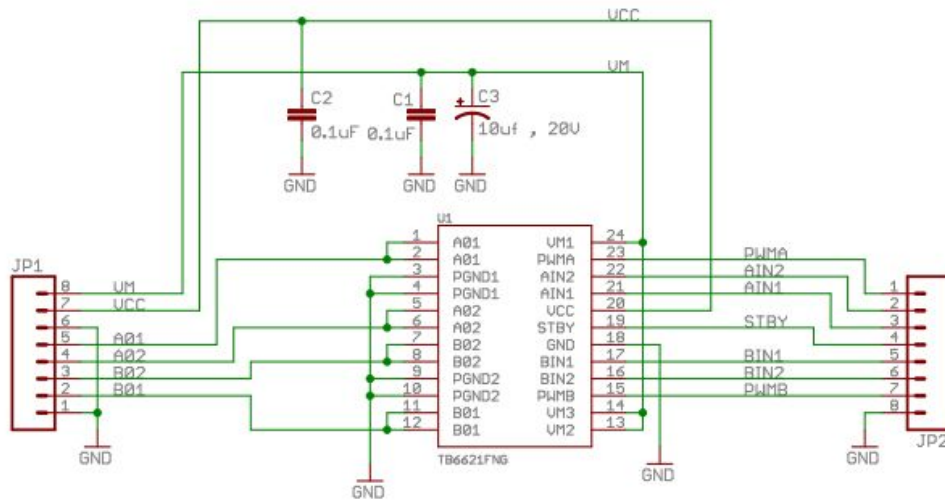 VCC
VM
C2
0.1uF
GND
C1
0.1uF
GND
C3
10uf , 20V
GND
U1
1 A01 VM1 24
2 A01 PWMA 23
3 PGND1 AIN2 22
4 PGND1 AIN1 21
5 A02 VCC 20
6 A02 STBY 19
7 B02 GND 18
8 B02 BIN1 17
9 PGND2 BIN2 16
10 PGND2 PWMB 15
11 B01 VM3 14
12 B01 VM2 13
TB6621FNG
JP1
8 VM
7 VCC
6
5 A01
4 A02
3 B02
2 B01
1
GND
GND
GND
PWMA 1
AIN2 2
AIN1 3
STBY 4
BIN1 5
BIN2 6
PWMB 7
8
JP2
GND